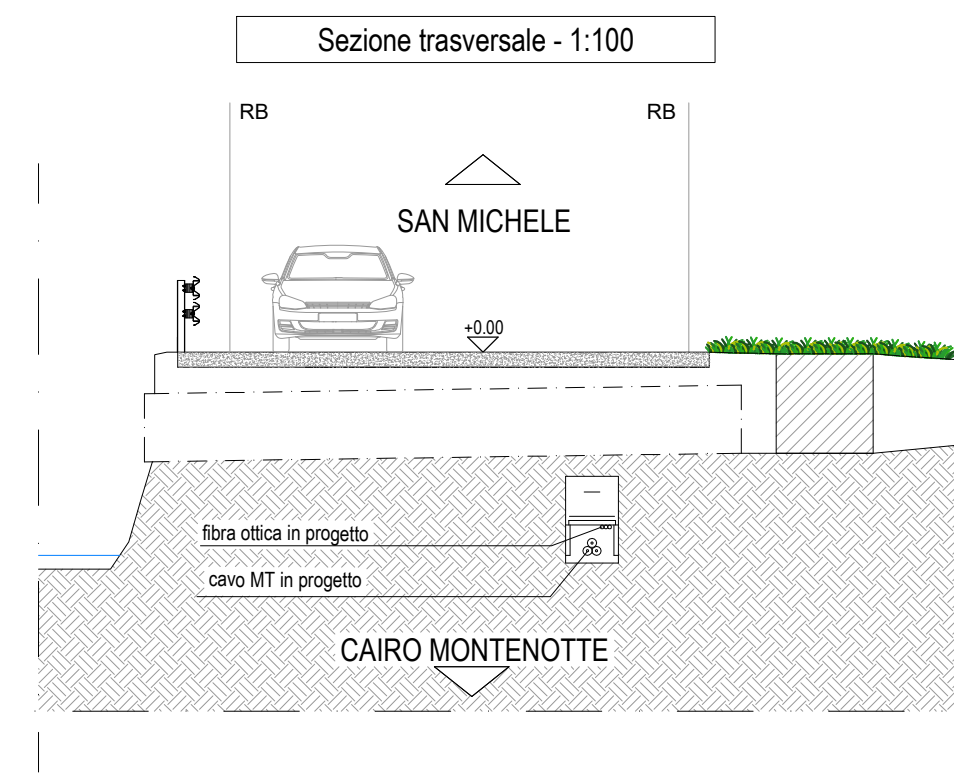 Sezione trasversale - 1:100
RB
RB
SAN MICHELE
+0.00
fibra ottica in progetto
cavo MT in progetto
CAIRO MONTENOTTE